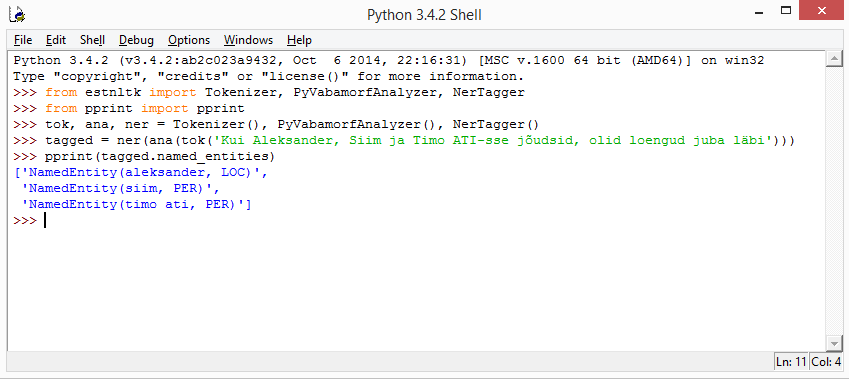 Python 3.4.2 Shell
File Edit Shell Debug Options Windows Help
Python 3.4.2 (v3.4.2:ab2c023a9432, Oct  6 2014, 22:16:31) [MSC v.1600 64 bit (AMD64)] on win32
Type "copyright", "credits" or "license()" for more information.
>>> from estnltk import Tokenizer, PyVabamorfAnalyzer, NerTagger
>>> from pprint import pprint
>>> tok, ana, ner = Tokenizer(), PyVabamorfAnalyzer(), NerTagger()
>>> tagged = ner(ana(tok('Kui Aleksander, Siim ja Timo ATI-sse jõudsid, olid loengud juba läbi')))
>>> pprint(tagged.named_entities)
['NamedEntity(aleksander, LOC)',
 'NamedEntity(siim, PER)',
 'NamedEntity(timo ati, PER)']
>>>
Ln: 11 Col: 4